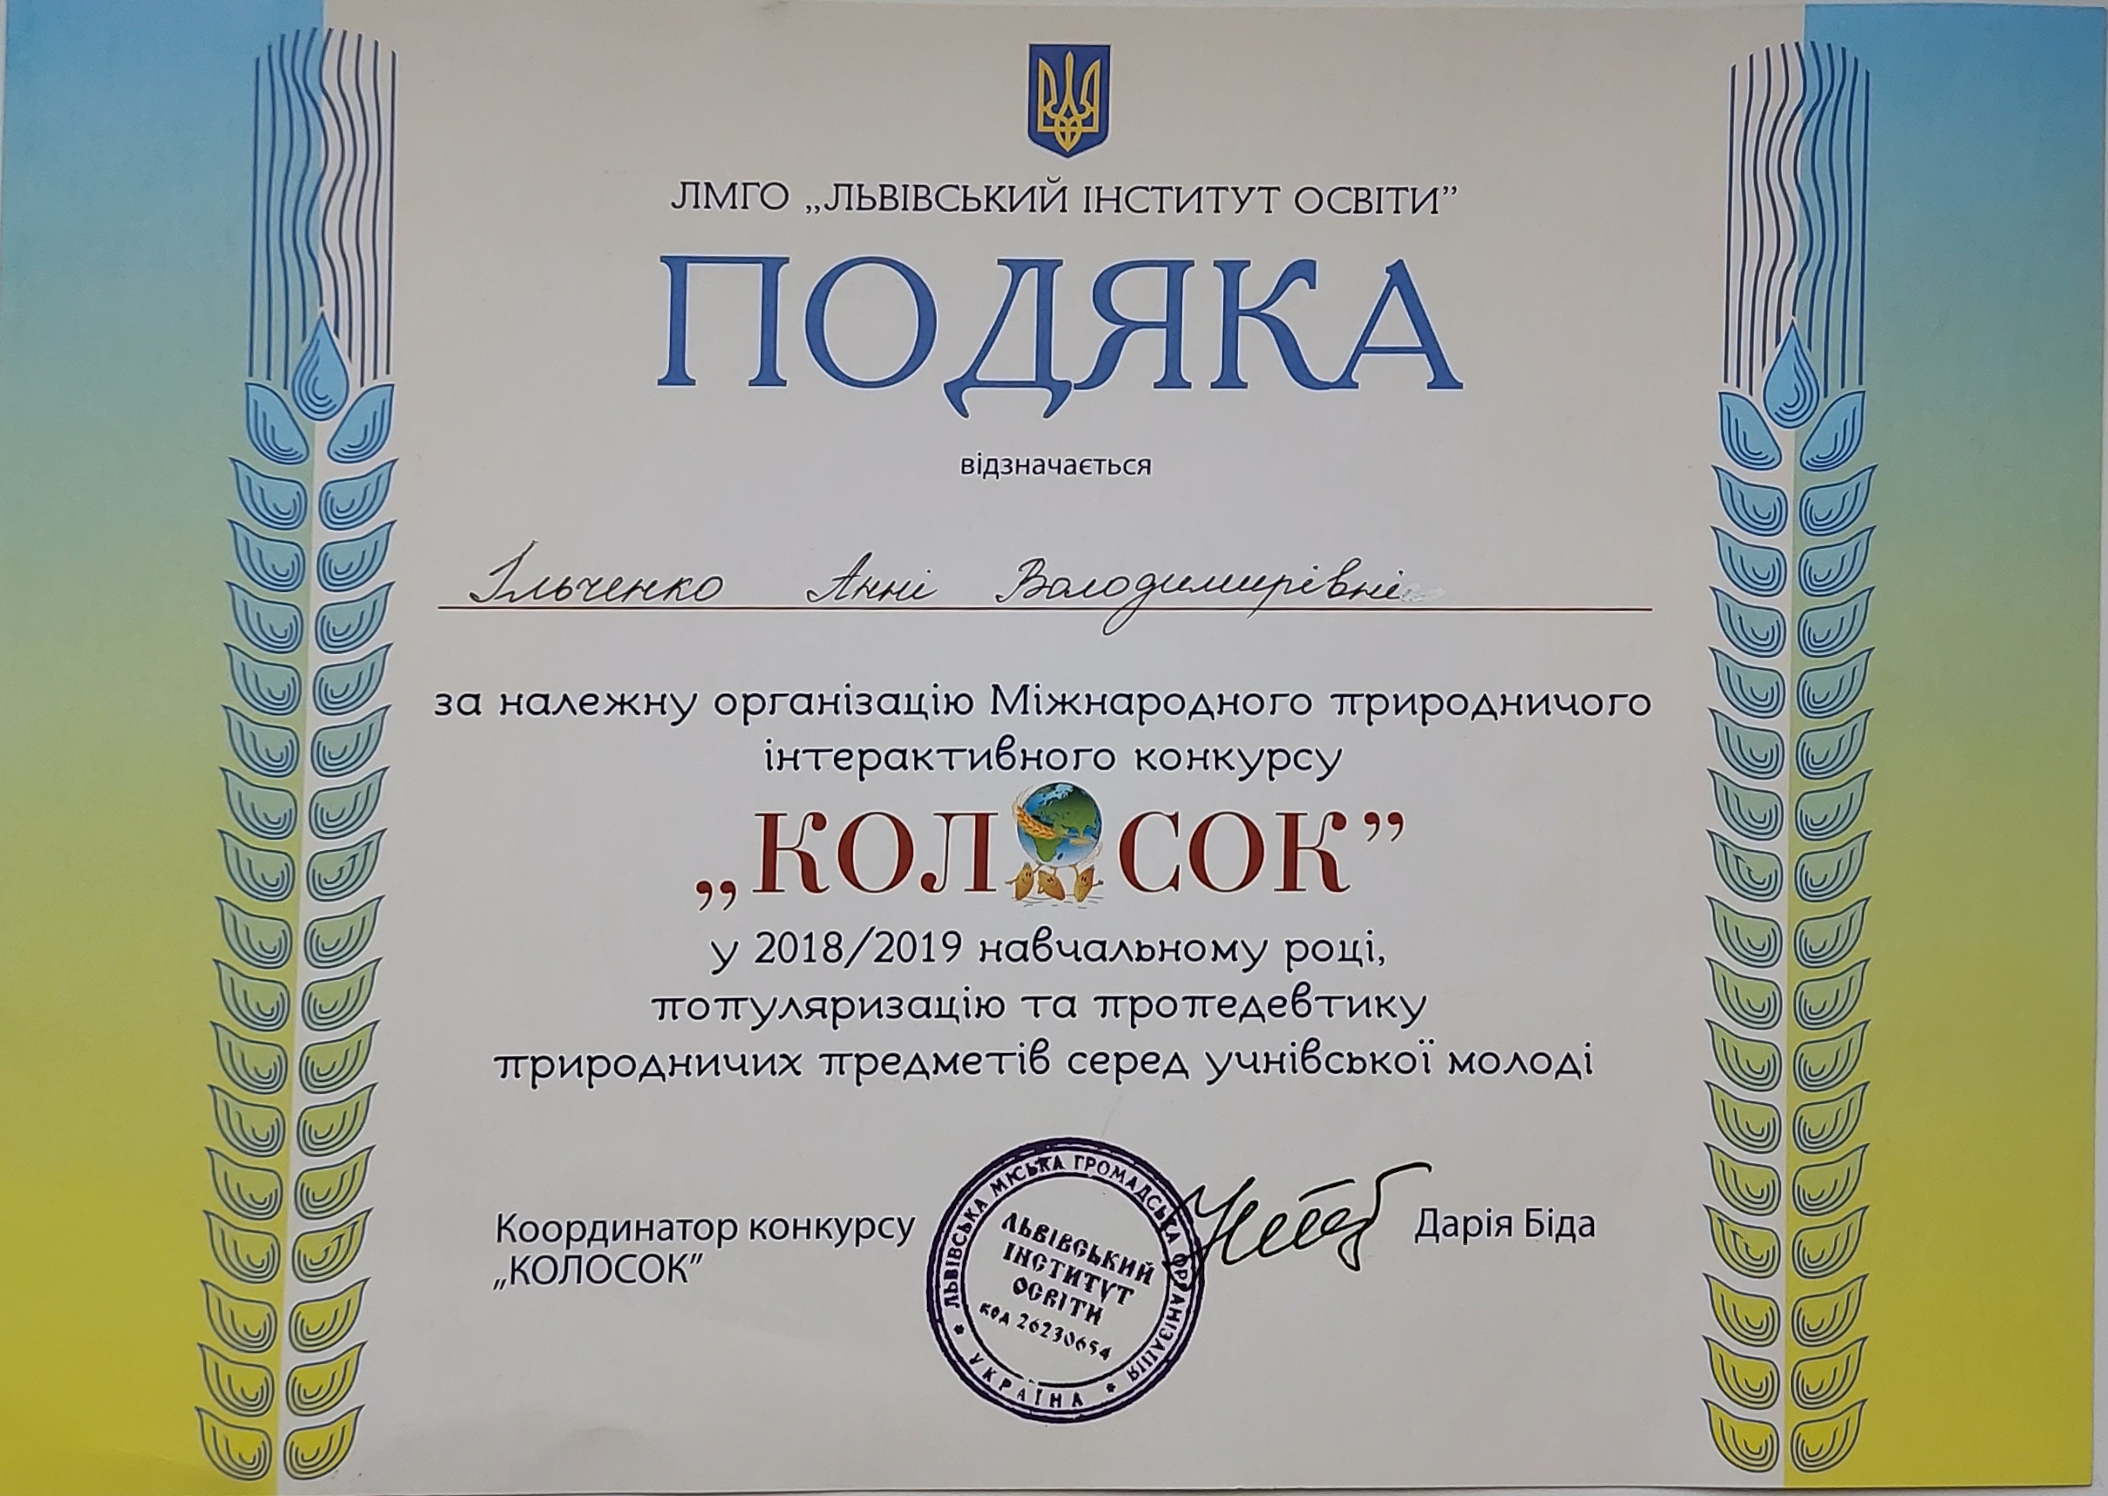 ЛМГО „ЛЬВІВСЬКИЙ ІНСТИТУТ ОСВІТИ”
ПОДЯКА
відзначається
Ільченко Анні Володимирівні
за належну організацію Міжнародного природничого
інтерактивного конкурсу
„КОЛОСОК”
у 2018/2019 навчальному році,
популяризацію та пропедевтику
природничих предметів серед учнівської молоді
Координатор конкурсу
„КОЛОСОК”
Дарія Біда
ЛЬВІВСЬКА МІСЬКА ГРОМАДСЬКА ОРГАНІЗАЦІЯ
ЛЬВІВСЬКИЙ
ІНСТИТУТ
ОСВІТИ
КОД 26230654
УКРАЇНА